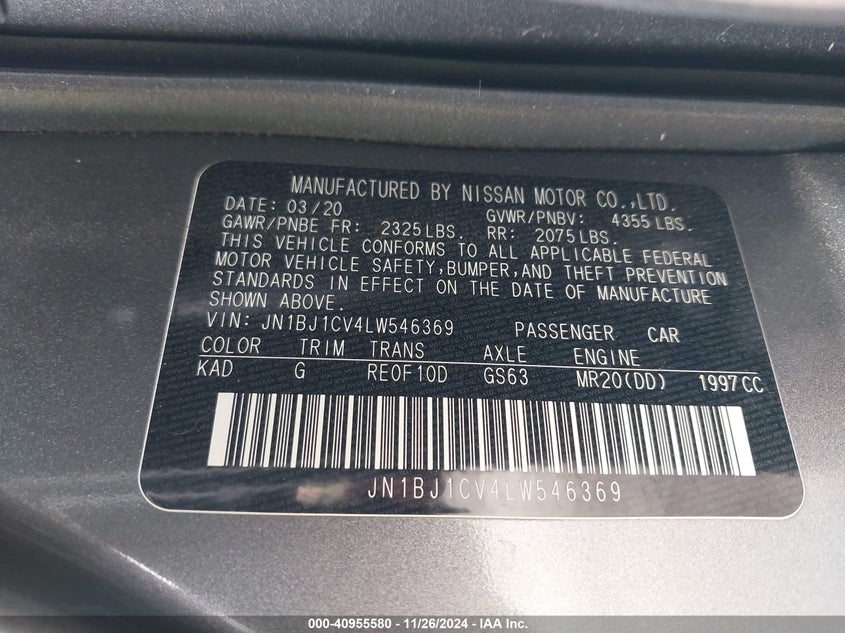 MANUFACTURED BY NISSAN MOTOR CO.,LTD.
DATE: 03/20 GVWR/PNBV: 4355 LBS.
GAWR/PNBE FR: 2325LBS. RR: 2075LBS.
THIS VEHICLE CONFORMS TO ALL APPLICABLE FEDERAL
MOTOR VEHICLE SAFETY,BUMPER,AND THEFT PREVENTION
STANDARDS IN EFFECT ON THE DATE OF MANUFACTURE
SHOWN ABOVE.
VIN: JN1BJ1CV4LW546369 PASSENGER CAR
COLOR TRIM TRANS AXLE ENGINE
KAD G RE0F10D GS63 MR20(DD) 1997CC
JN1BJ1CV4LW546369
000-40955580 - 11/26/2024 - IAA Inc.